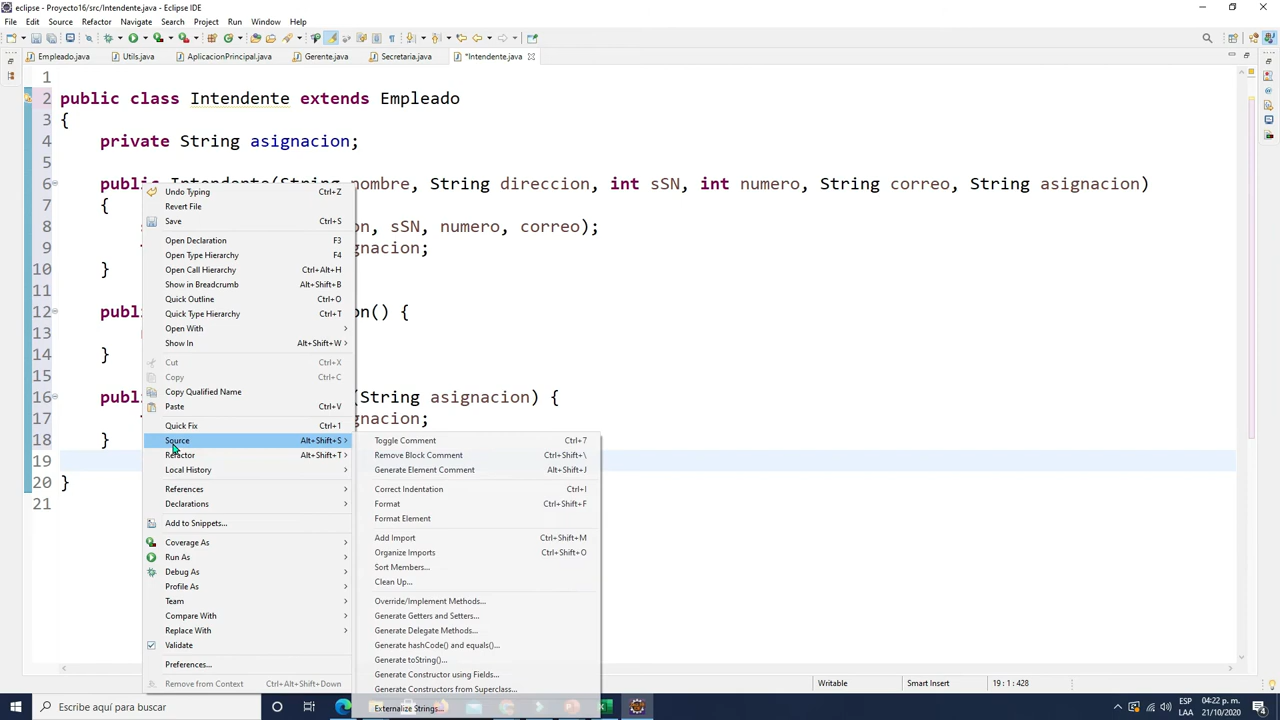 eclipse - Proyecto16/src/Intendente.java - Eclipse IDE
File Edit Source Refactor Navigate Search Project Run Window Help
Empleado.java Utils.java AplicacionPrincipal.java Gerente.java Secretaria.java *Intendente.java
1
2 public class Intendente extends Empleado
3 {
4 private String asignacion;
5
6 public Intendente(String nombre, String direccion, int sSN, int numero, String correo, String asignacion)
7 {
8 sSN, numero, correo);
9
10 }
11
12 () {
13
14 }
15
16 (String asignacion) {
17
18 }
19
20 }
21
Undo Typing Ctrl+Z
Revert File
Save Ctrl+S
Open Declaration F3
Open Type Hierarchy F4
Open Call Hierarchy Ctrl+Alt+H
Show in Breadcrumb Alt+Shift+B
Quick Outline Ctrl+O
Quick Type Hierarchy Ctrl+T
Open With
Show In Alt+Shift+W
Cut Ctrl+X
Copy Ctrl+C
Copy Qualified Name
Paste Ctrl+V
Quick Fix Ctrl+1
Source Alt+Shift+S
Refactor Alt+Shift+T
Local History
References
Declarations
Add to Snippets...
Coverage As
Run As
Debug As
Profile As
Team
Compare With
Replace With
Validate
Preferences...
Remove from Context Ctrl+Alt+Shift+Down
Toggle Comment Ctrl+7
Remove Block Comment Ctrl+Shift+\
Generate Element Comment Alt+Shift+J
Correct Indentation Ctrl+I
Format Ctrl+Shift+F
Format Element
Add Import Ctrl+Shift+M
Organize Imports Ctrl+Shift+O
Sort Members...
Clean Up...
Override/Implement Methods...
Generate Getters and Setters...
Generate Delegate Methods...
Generate hashCode() and equals()...
Generate toString()...
Generate Constructor using Fields...
Generate Constructors from Superclass...
Externalize Strings...
Writable Smart Insert 19 : 1 : 428
Escribe aquí para buscar
ESP 04:22 p. m.
LAA 21/10/2020